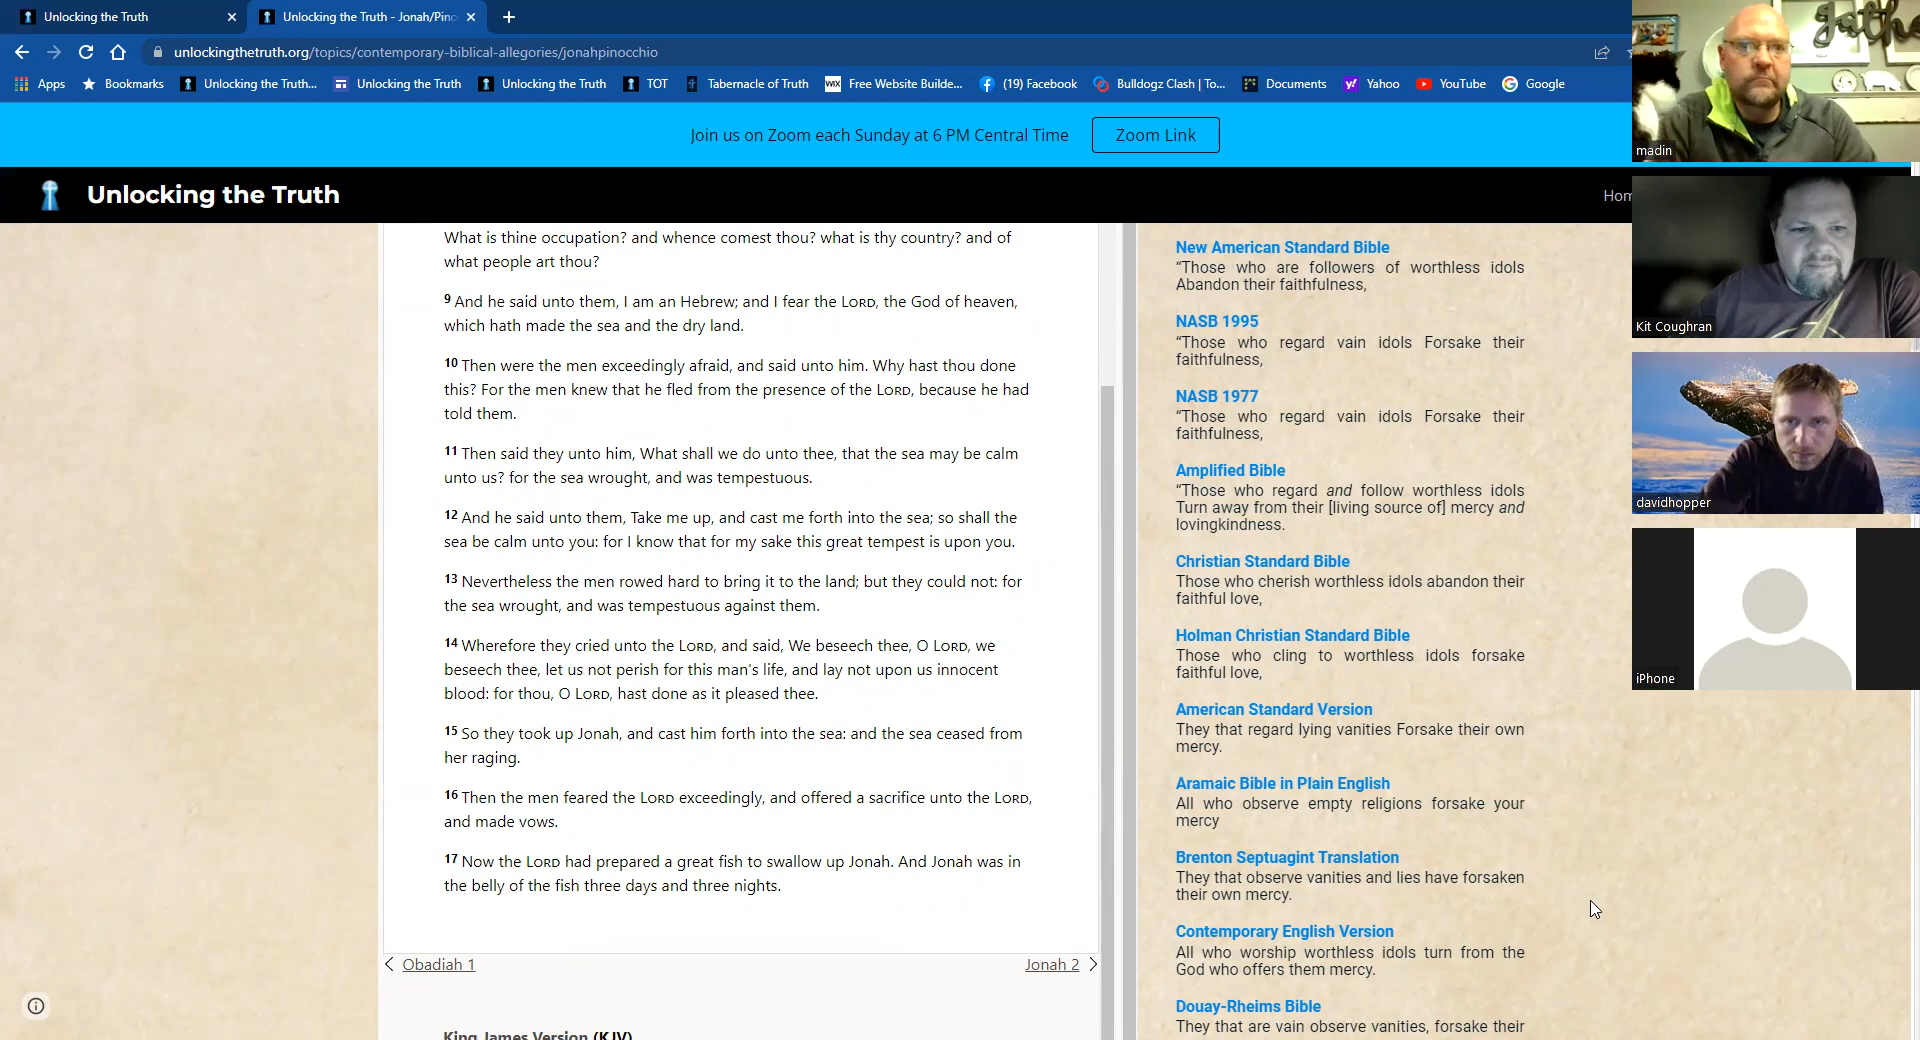 Unlocking the Truth
Unlocking the Truth - Jonah/Pino
unlockingthetruth.org/topics/contemporary-biblical-allegories/jonahpinocchio
Apps
Bookmarks
Unlocking the Truth...
Unlocking the Truth
Unlocking the Truth
TOT
Tabernacle of Truth
WIX
Free Website Builde...
(19) Facebook
Bulldogz Clash | To...
Documents
Yahoo
YouTube
Google
Join us on Zoom each Sunday at 6 PM Central Time
Zoom Link
Unlocking the Truth
Hom
What is thine occupation? and whence comest thou? what is thy country? and of
what people art thou?
9 And he said unto them, I am an Hebrew; and I fear the LORD, the God of heaven,
which hath made the sea and the dry land.
10 Then were the men exceedingly afraid, and said unto him. Why hast thou done
this? For the men knew that he fled from the presence of the LORD, because he had
told them.
11 Then said they unto him, What shall we do unto thee, that the sea may be calm
unto us? for the sea wrought, and was tempestuous.
12 And he said unto them, Take me up, and cast me forth into the sea; so shall the
sea be calm unto you: for I know that for my sake this great tempest is upon you.
13 Nevertheless the men rowed hard to bring it to the land; but they could not: for
the sea wrought, and was tempestuous against them.
14 Wherefore they cried unto the LORD, and said, We beseech thee, O LORD, we
beseech thee, let us not perish for this man's life, and lay not upon us innocent
blood: for thou, O LORD, hast done as it pleased thee.
15 So they took up Jonah, and cast him forth into the sea: and the sea ceased from
her raging.
16 Then the men feared the LORD exceedingly, and offered a sacrifice unto the LORD,
and made vows.
17 Now the LORD had prepared a great fish to swallow up Jonah. And Jonah was in
the belly of the fish three days and three nights.
Obadiah 1
Jonah 2
King James Version (KJV)
New American Standard Bible
“Those who are followers of worthless idols
Abandon their faithfulness,
NASB 1995
“Those who regard vain idols Forsake their
faithfulness,
NASB 1977
“Those who regard vain idols Forsake their
faithfulness,
Amplified Bible
“Those who regard and follow worthless idols
Turn away from their [living source of] mercy and
lovingkindness.
Christian Standard Bible
Those who cherish worthless idols abandon their
faithful love,
Holman Christian Standard Bible
Those who cling to worthless idols forsake
faithful love,
American Standard Version
They that regard lying vanities Forsake their own
mercy.
Aramaic Bible in Plain English
All who observe empty religions forsake your
mercy
Brenton Septuagint Translation
They that observe vanities and lies have forsaken
their own mercy.
Contemporary English Version
All who worship worthless idols turn from the
God who offers them mercy.
Douay-Rheims Bible
They that are vain observe vanities, forsake their
gathe
madin
Kit Coughran
davidhopper
iPhone